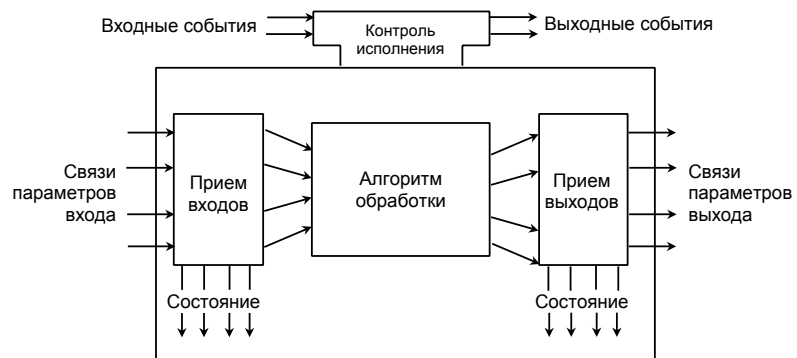 Входные события
Контроль
исполнения
Выходные события
Связи
параметров
входа
Прием
входов
Алгоритм
обработки
Прием
выходов
Связи
параметров
выхода
Состояние
Состояние